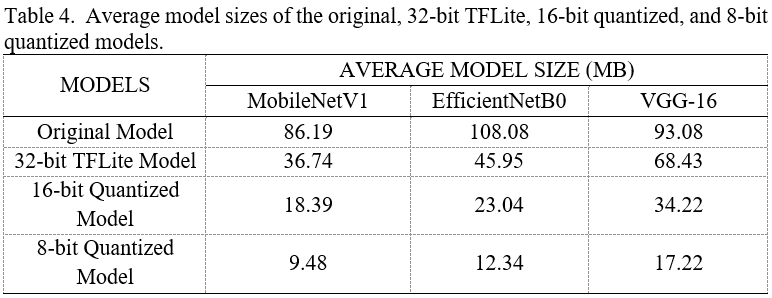 Table 4.  Average model sizes of the original, 32-bit TFLite, 16-bit quantized, and 8-bit
quantized models.
MODELS
AVERAGE MODEL SIZE (MB)
MobileNetV1 EfficientNetB0 VGG-16
Original Model 86.19 108.08 93.08
32-bit TFLite Model 36.74 45.95 68.43
16-bit Quantized
Model
18.39 23.04 34.22
8-bit Quantized
Model
9.48 12.34 17.22